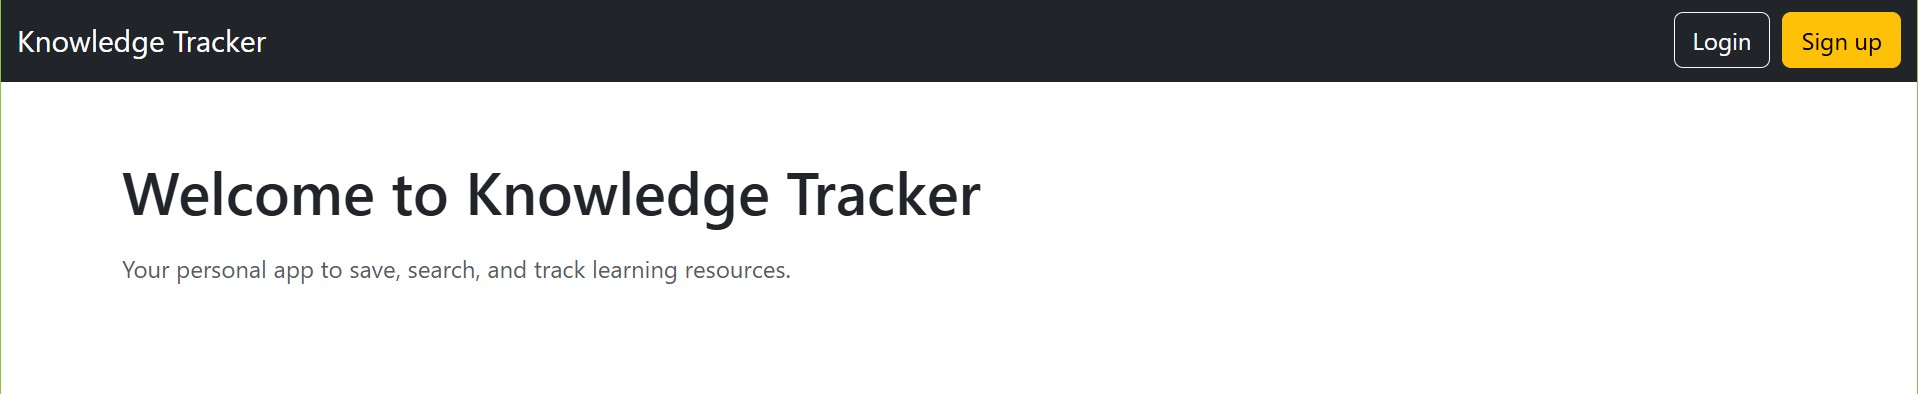 Knowledge Tracker
Login
Sign up
Welcome to Knowledge Tracker
Your personal app to save, search, and track learning resources.